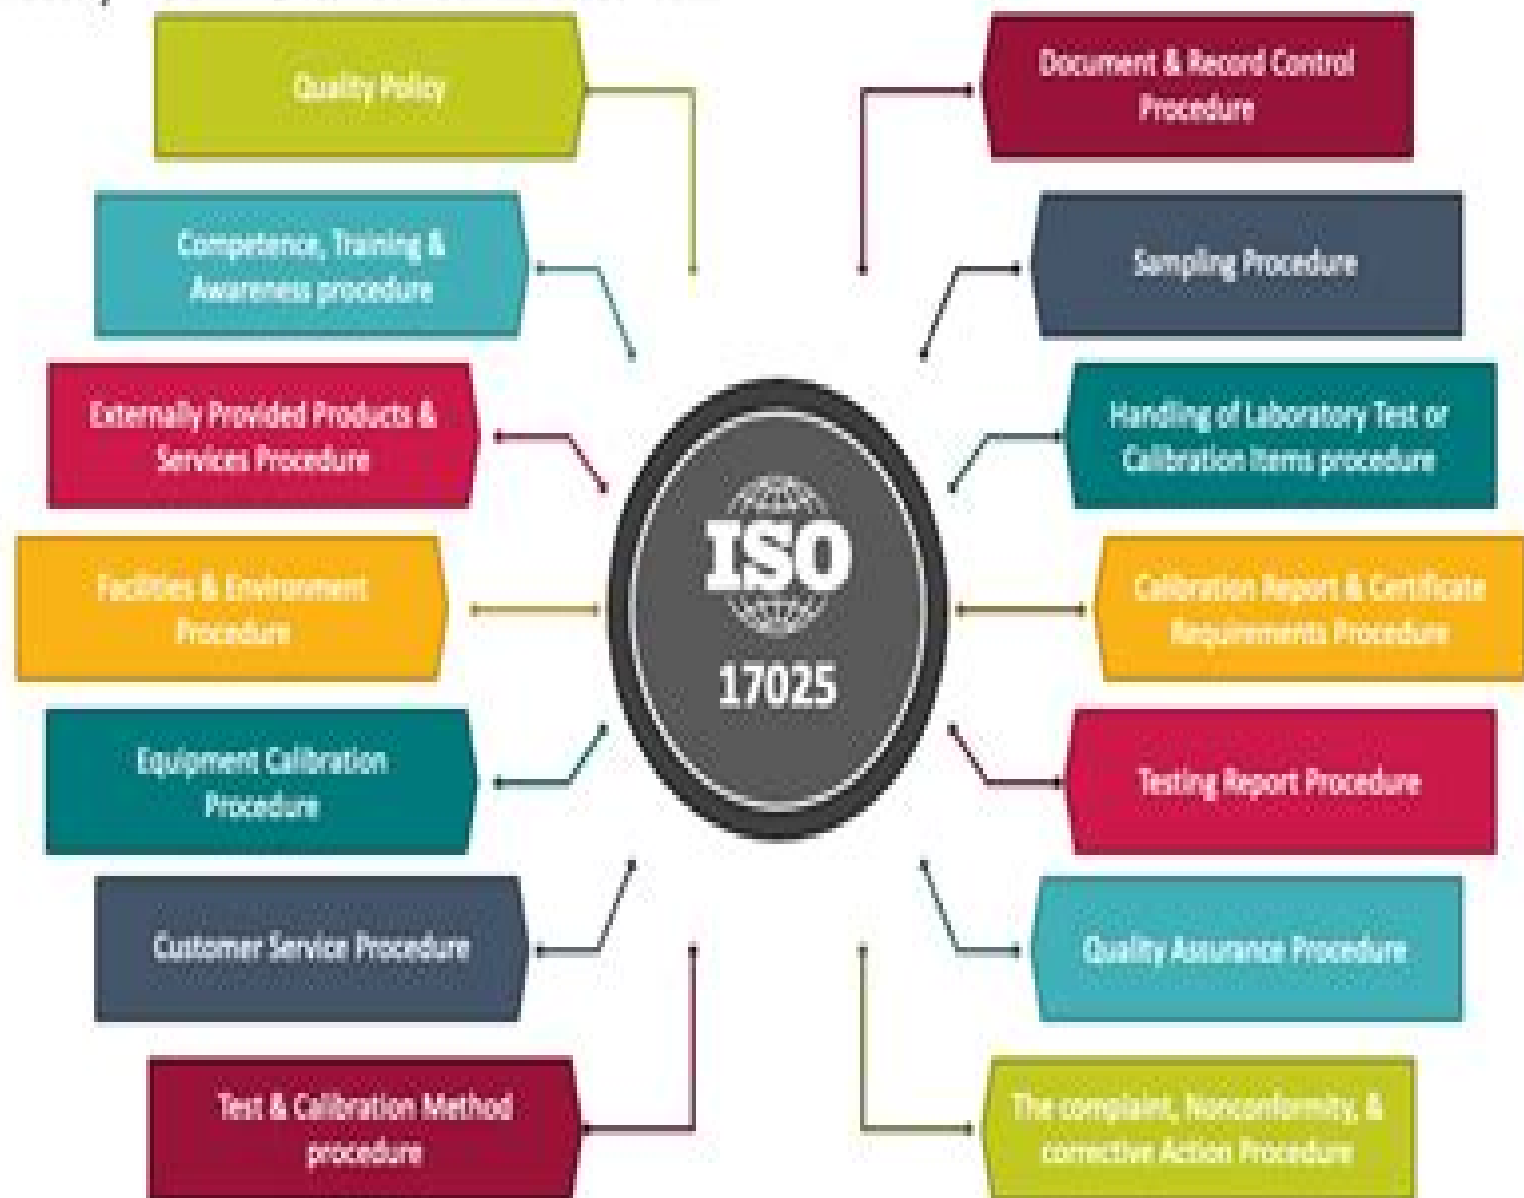 Quality Policy
Competence, Training &
Awareness procedure
Externally Provided Products &
Services Procedure
Facilities & Environment
Procedure
Equipment Calibration
Procedure
Customer Service Procedure
Test & Calibration Method
procedure
ISO
17025
Document & Record Control
Procedure
Sampling Procedure
Handling of Laboratory Test or
Calibration Items procedure
Calibration Report & Certificate
Requirements Procedure
Testing Report Procedure
Quality Assurance Procedure
The complaint, Nonconformity, &
corrective Action Procedure